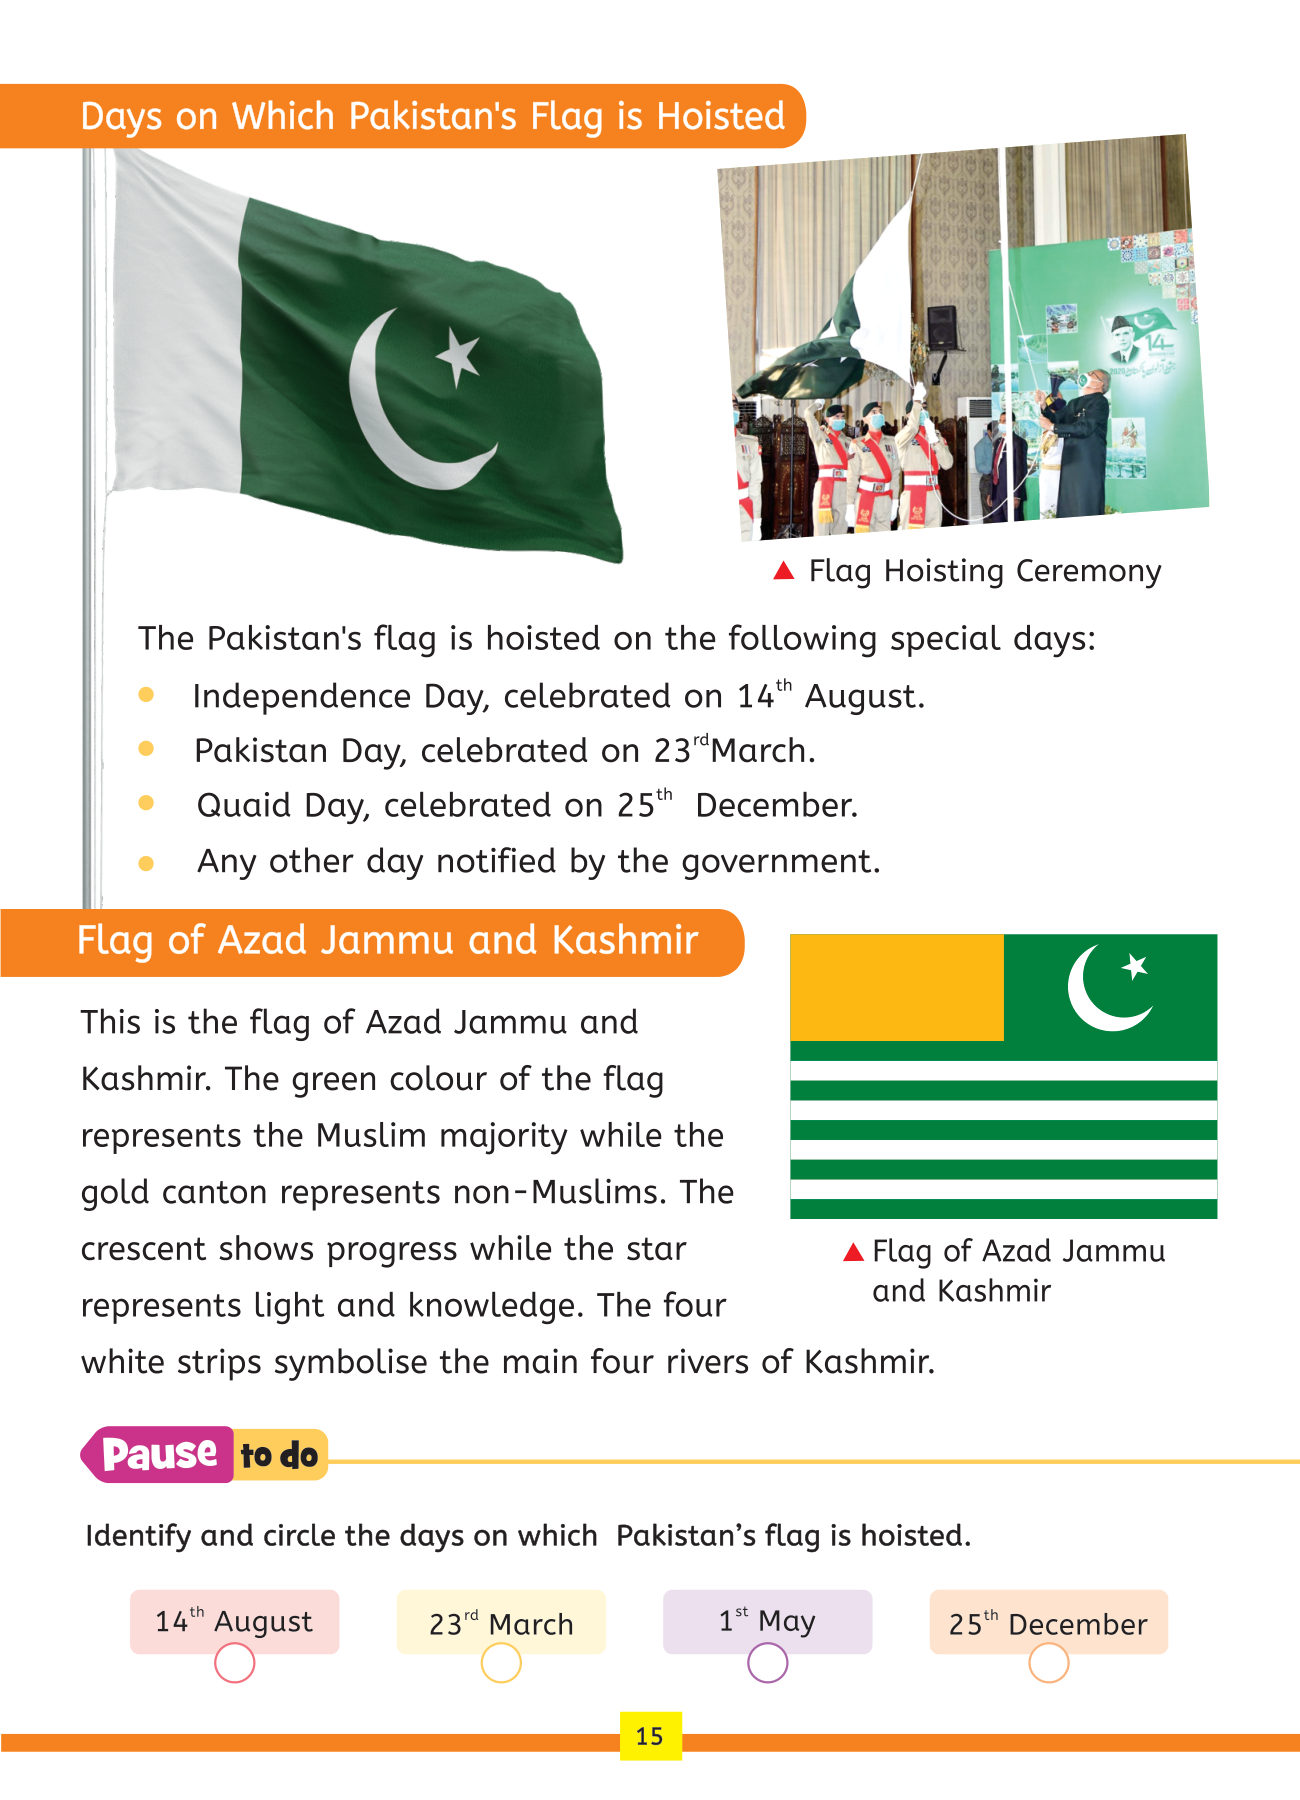 Days on Which Pakistan's Flag is Hoisted
14
2020
▲ Flag Hoisting Ceremony
The Pakistan's flag is hoisted on the following special days:
Independence Day, celebrated on 14th August.
Pakistan Day, celebrated on 23rdMarch.
Quaid Day, celebrated on 25th December.
Any other day notified by the government.
Flag of Azad Jammu and Kashmir
This is the flag of Azad Jammu and
Kashmir. The green colour of the flag
represents the Muslim majority while the
gold canton represents non-Muslims. The
crescent shows progress while the star
represents light and knowledge. The four
white strips symbolise the main four rivers of Kashmir.
▲ Flag of Azad Jammu
and Kashmir
Pause to do
Identify and circle the days on which Pakistan’s flag is hoisted.
14th August
23rd March
1st May
25th December
15